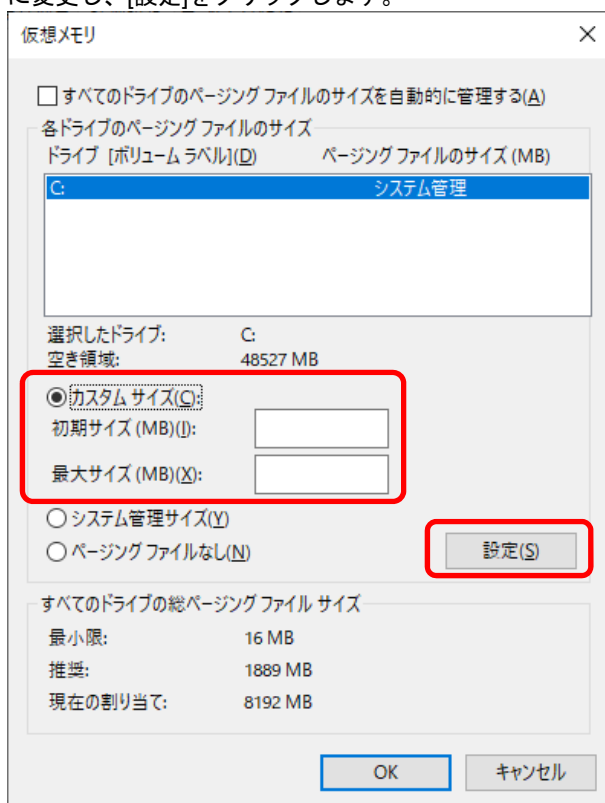 に変更し、[設定]をクリックします。
仮想メモリ
すべてのドライブのページング ファイルのサイズを自動的に管理する(A)
各ドライブのページング ファイルのサイズ
ドライブ [ボリューム ラベル](D) ページング ファイルのサイズ (MB)
C: システム管理
選択したドライブ: C:
空き領域: 48527 MB
カスタム サイズ(C):
初期サイズ (MB)(I):
最大サイズ (MB)(X):
システム管理サイズ(Y)
ページング ファイルなし(N) 設定(S)
すべてのドライブの総ページング ファイル サイズ
最小限: 16 MB
推奨: 1889 MB
現在の割り当て: 8192 MB
OK キャンセル